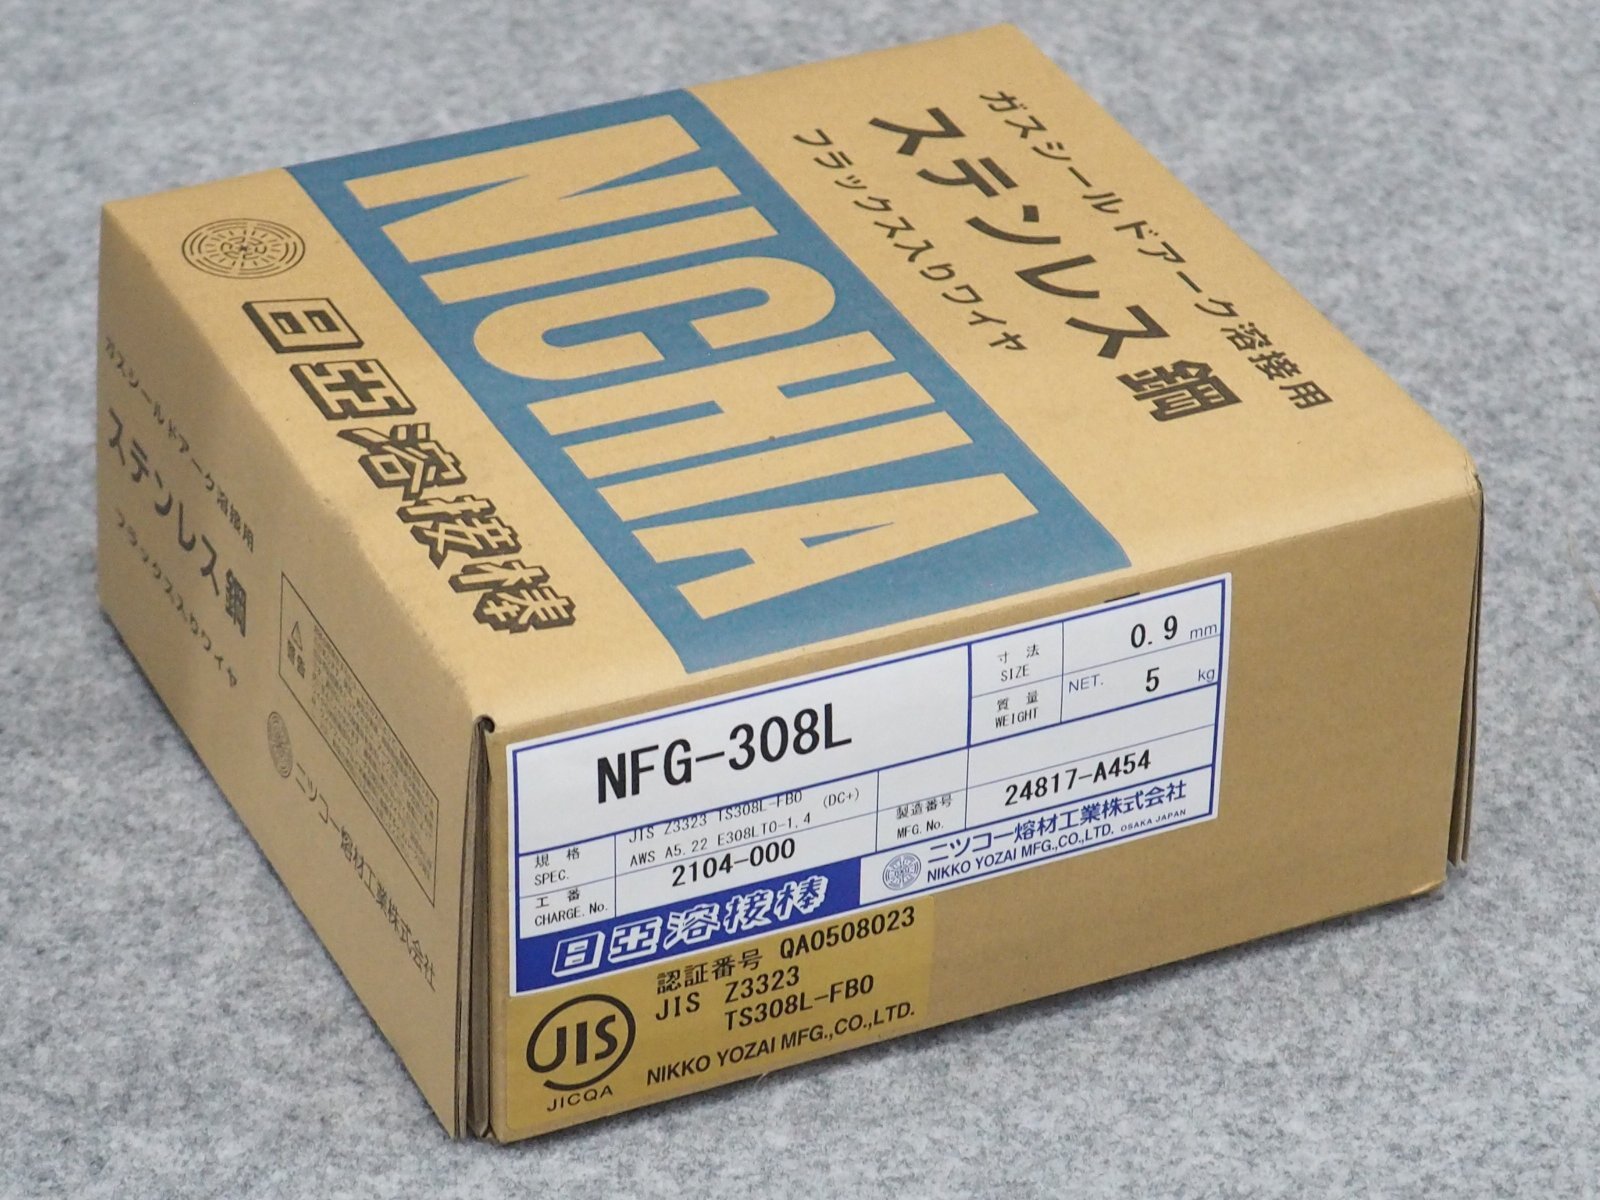 ガスシールドアーク溶接用
ステンレス鋼
フラックス入りワイヤ
NICHIA
日亜溶接棒
ガスシールドアーク溶接用
ステンレス鋼
フラックス入りワイヤ
警告
ニッコー熔材工業株式会社
NFG-308L
寸法
SIZE
0.9 mm
質量
WEIGHT
NET. 5 kg
規格
SPEC.
JIS Z3323 TS308L-FB0 (DC+)
AWS A5.22 E308LT0-1,4
製造番号
MFG.No.
24817-A454
工番
CHARGE.No.
2104-000
日亜溶接棒
ニツコー熔材工業株式会社
NIKKO YOZAI MFG.,CO.,LTD. OSAKA JAPAN
認証番号 QA0508023
JIS Z3323
TS308L-FB0
NIKKO YOZAI MFG.,CO.,LTD.
JIS
JICQA